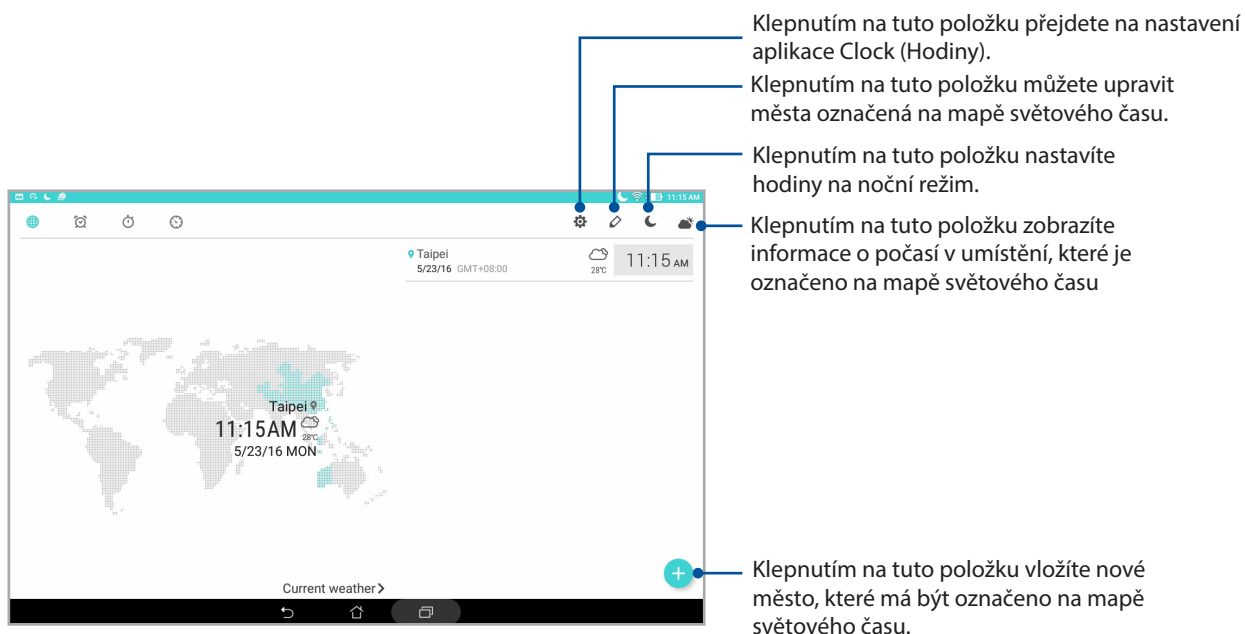 Klepnutím na tuto položku přejdete na nastavení
aplikace Clock (Hodiny).
Klepnutím na tuto položku můžete upravit
města označená na mapě světového času.
Klepnutím na tuto položku nastavíte
hodiny na noční režim.
Klepnutím na tuto položku zobrazíte
informace o počasí v umístění, které je
označeno na mapě světového času
11:15 AM
Taipei
5/23/16 GMT+08:00
28°C
11:15 AM
Taipei
11:15AM
28°C
5/23/16 MON
Current weather
Klepnutím na tuto položku vložíte nové
město, které má být označeno na mapě
světového času.